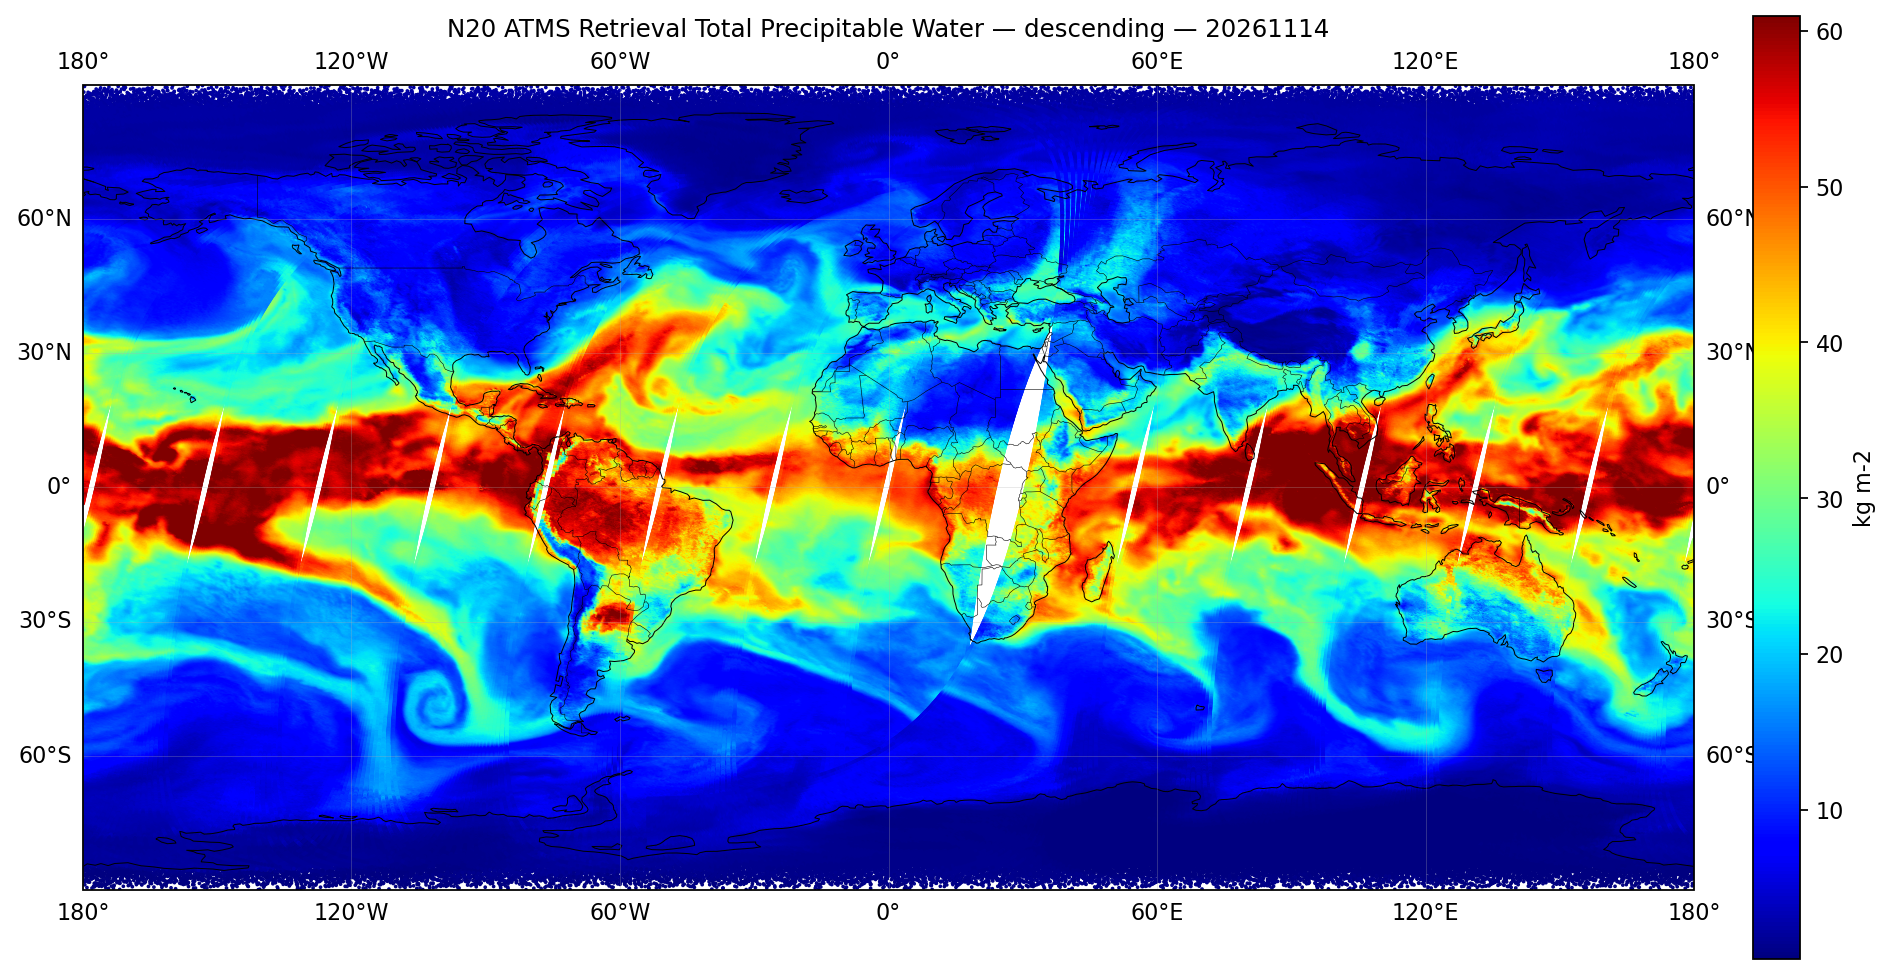 N20 ATMS Retrieval Total Precipitable Water — descending — 20261114
180° 120°W 60°W 0° 60°E 120°E 180°
60°N 60°N
30°N 30°N
0° 0°
30°S 30°S
60°S 60°S
180° 120°W 60°W 0° 60°E 120°E 180°
60
50
40
30
20
10
kg m-2